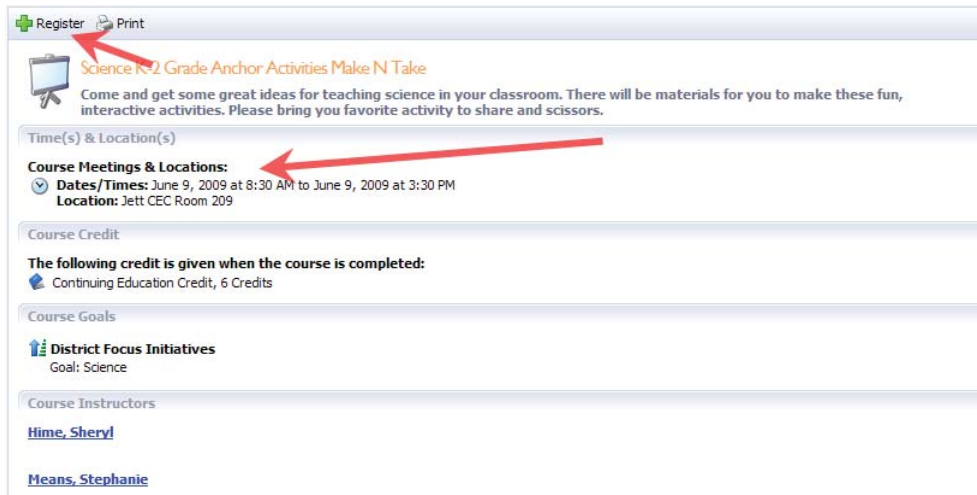 Register Print
Science K-2 Grade Anchor Activities Make N Take
Come and get some great ideas for teaching science in your classroom. There will be materials for you to make these fun,
interactive activities. Please bring you favorite activity to share and scissors.
Time(s) & Location(s)
Course Meetings & Locations:
Dates/Times: June 9, 2009 at 8:30 AM to June 9, 2009 at 3:30 PM
Location: Jett CEC Room 209
Course Credit
The following credit is given when the course is completed:
Continuing Education Credit, 6 Credits
Course Goals
District Focus Initiatives
Goal: Science
Course Instructors
Hime, Sheryl
Means, Stephanie